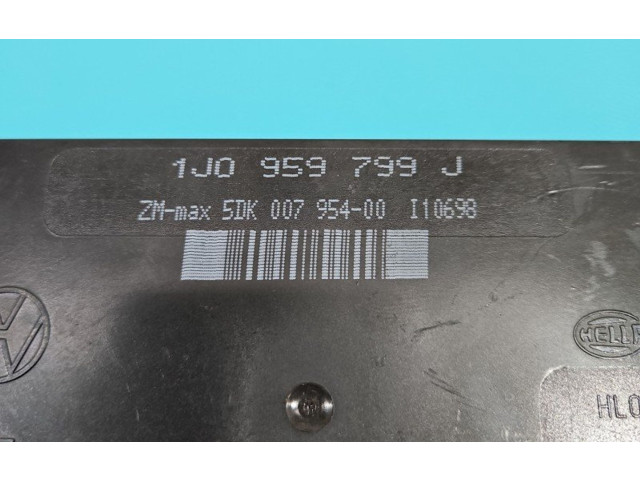 1J0 959 799 J
ZM-max 5DK 007 954-00 I10698
HELLA
HL0